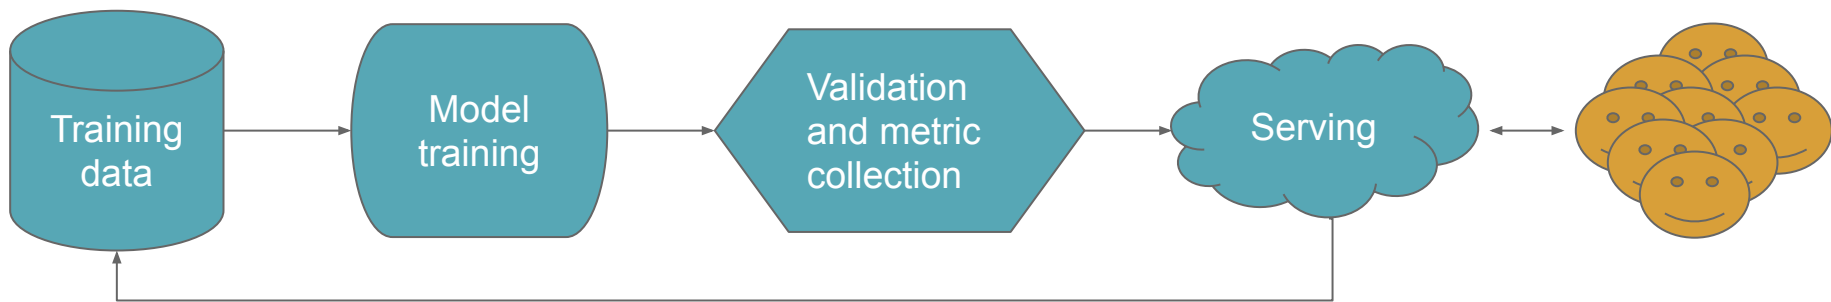 Training
data
Model
training
Validation
and metric
collection
Serving